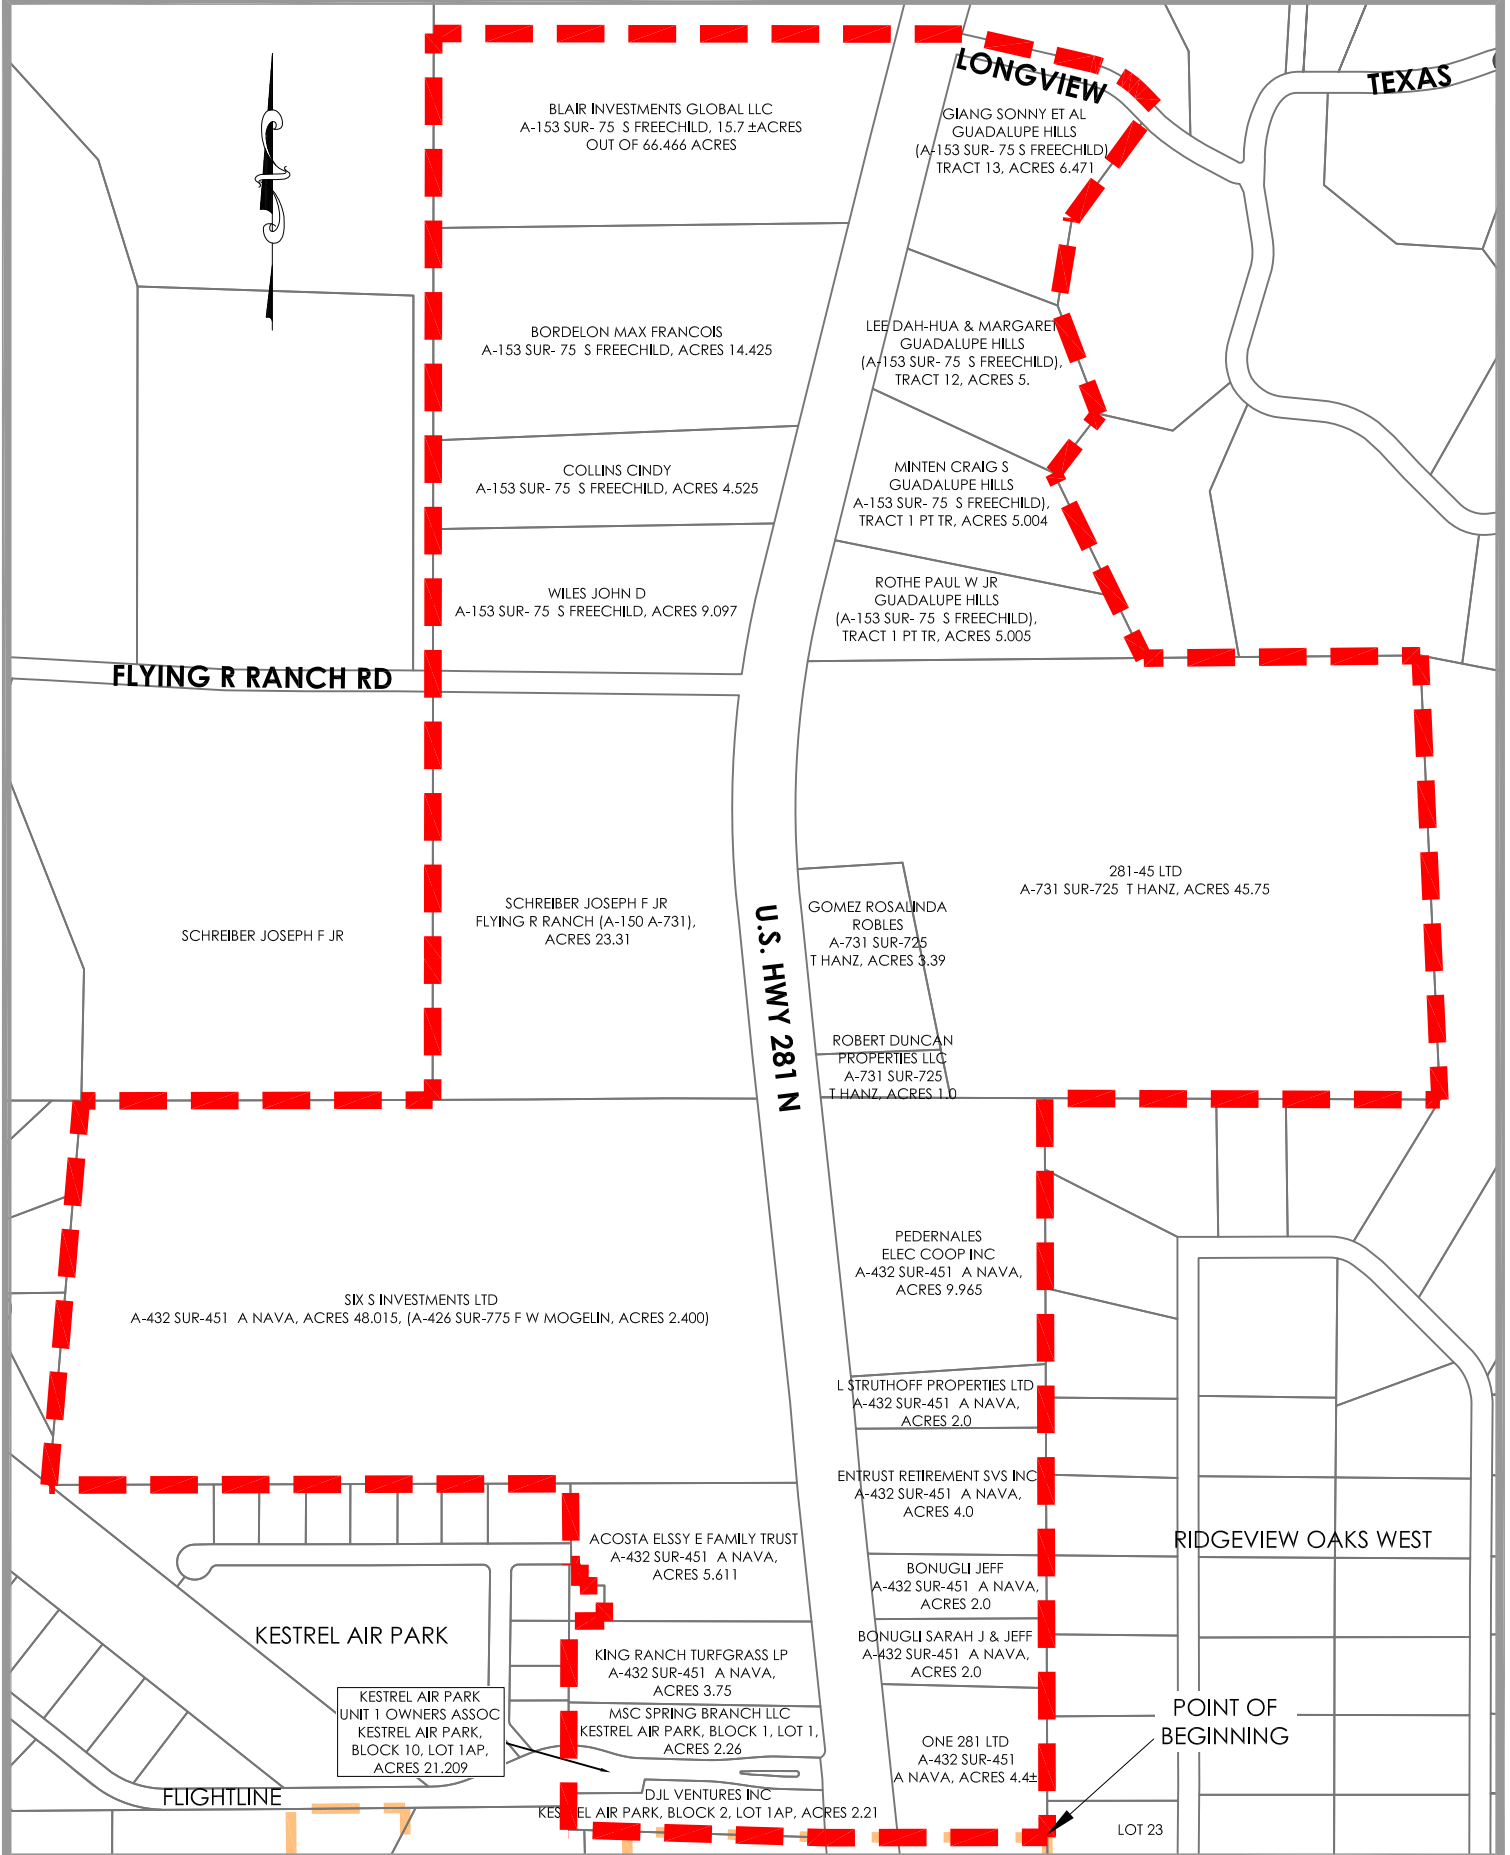 LONGVIEW
TEXAS
BLAIR INVESTMENTS GLOBAL LLC
A-153 SUR- 75 S FREECHILD, 15.7 ±ACRES
OUT OF 66.466 ACRES
GIANG SONNY ET AL
GUADALUPE HILLS
(A-153 SUR- 75 S FREECHILD)
TRACT 13, ACRES 6.471
BORDELON MAX FRANCOIS
A-153 SUR- 75 S FREECHILD, ACRES 14.425
LEE DAH-HUA & MARGARET
GUADALUPE HILLS
(A-153 SUR- 75 S FREECHILD),
TRACT 12, ACRES 5.
COLLINS CINDY
A-153 SUR- 75 S FREECHILD, ACRES 4.525
MINTEN CRAIG S
GUADALUPE HILLS
A-153 SUR- 75 S FREECHILD),
TRACT 1 PT TR, ACRES 5.004
WILES JOHN D
A-153 SUR- 75 S FREECHILD, ACRES 9.097
ROTHE PAUL W JR
GUADALUPE HILLS
(A-153 SUR- 75 S FREECHILD),
TRACT 1 PT TR, ACRES 5.005
FLYING R RANCH RD
281-45 LTD
A-731 SUR-725 T HANZ, ACRES 45.75
SCHREIBER JOSEPH F JR
SCHREIBER JOSEPH F JR
FLYING R RANCH (A-150 A-731),
ACRES 23.31
U.S. HWY 281 N
GOMEZ ROSALINDA
ROBLES
A-731 SUR-725
T HANZ, ACRES 3.39
ROBERT DUNCAN
PROPERTIES LLC
A-731 SUR-725
T HANZ, ACRES 1.0
PEDERNALES
ELEC COOP INC
A-432 SUR-451 A NAVA,
ACRES 9.965
SIX S INVESTMENTS LTD
A-432 SUR-451 A NAVA, ACRES 48.015, (A-426 SUR-775 F W MOGELIN, ACRES 2.400)
L STRUTHOFF PROPERTIES LTD
A-432 SUR-451 A NAVA,
ACRES 2.0
ENTRUST RETIREMENT SVS INC
A-432 SUR-451 A NAVA,
ACRES 4.0
RIDGEVIEW OAKS WEST
ACOSTA ELSSY E FAMILY TRUST
A-432 SUR-451 A NAVA,
ACRES 5.611
BONUGLI JEFF
A-432 SUR-451 A NAVA,
ACRES 2.0
KESTREL AIR PARK
BONUGLI SARAH J & JEFF
A-432 SUR-451 A NAVA,
ACRES 2.0
KING RANCH TURFGRASS LP
A-432 SUR-451 A NAVA,
ACRES 3.75
KESTREL AIR PARK
UNIT 1 OWNERS ASSOC
KESTREL AIR PARK,
BLOCK 10, LOT 1AP,
ACRES 21.209
MSC SPRING BRANCH LLC
KESTREL AIR PARK, BLOCK 1, LOT 1,
ACRES 2.26
POINT OF
BEGINNING
ONE 281 LTD
A-432 SUR-451
A NAVA, ACRES 4.4±
FLIGHTLINE
DJL VENTURES INC
KESTREL AIR PARK, BLOCK 2, LOT 1AP, ACRES 2.21
LOT 23